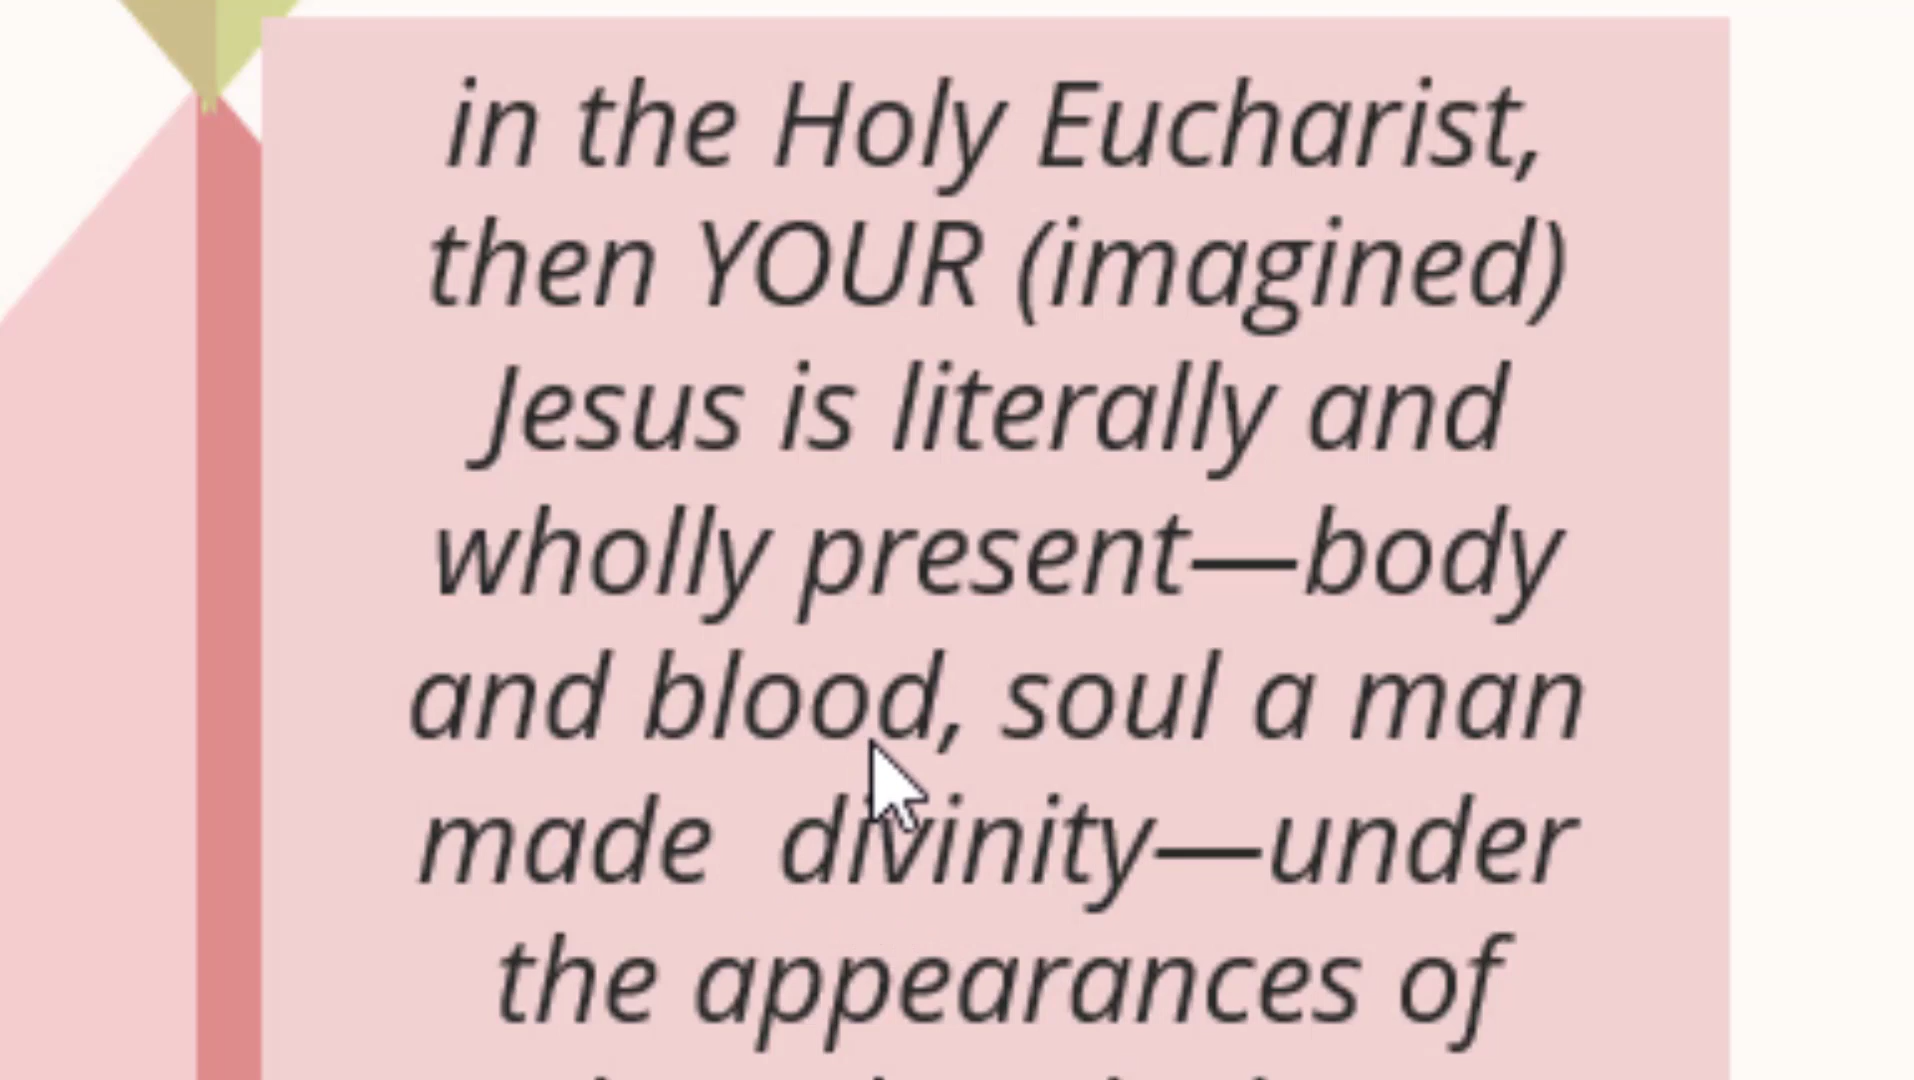 in the Holy Eucharist,
then YOUR (imagined)
Jesus is literally and
wholly present—body
and blood, soul a man
made  divinity—under
the appearances of